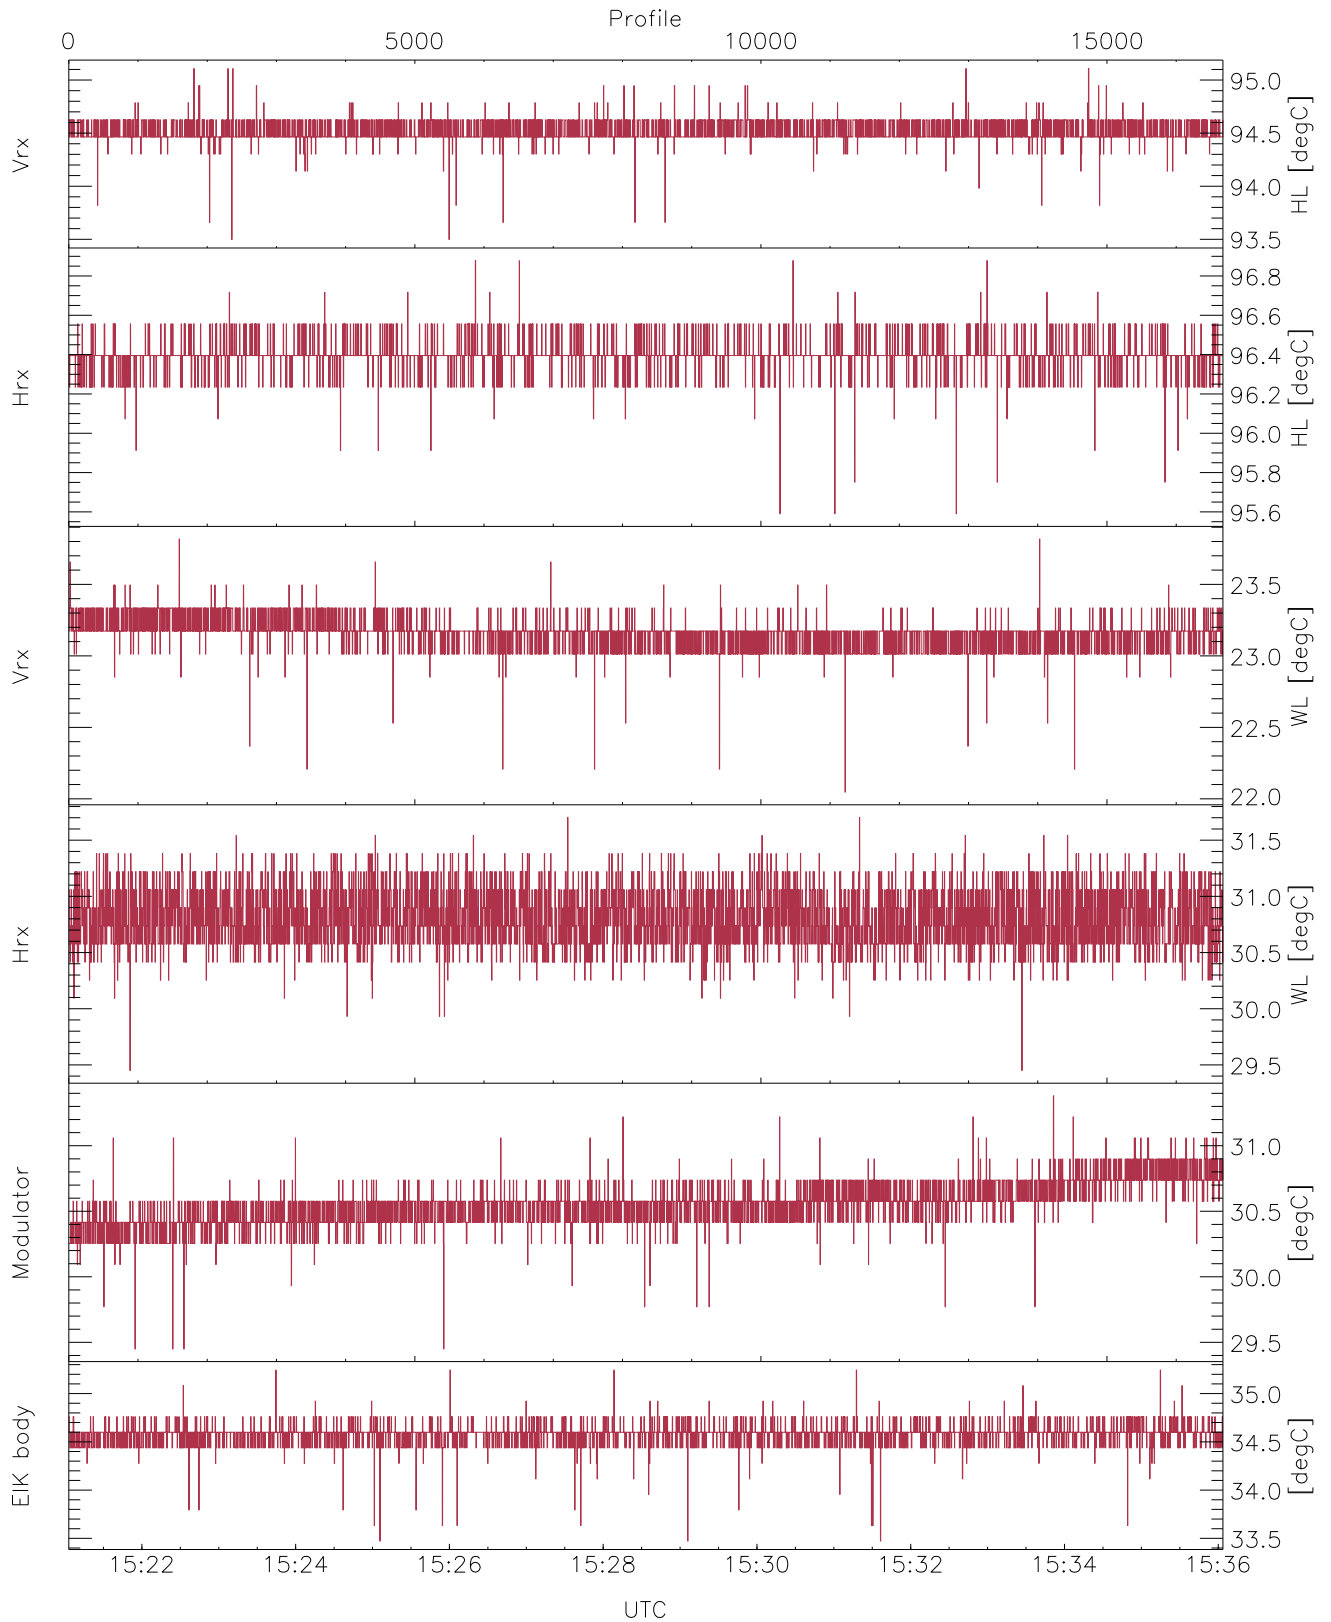 Profile
0 5000 10000 15000
Vrx
95.0
94.5
94.0
93.5
HL [degC]
Hrx
96.8
96.6
96.4
96.2
96.0
95.8
95.6
HL [degC]
Vrx
23.5
23.0
22.5
22.0
WL [degC]
Hrx
31.5
31.0
30.5
30.0
29.5
WL [degC]
Modulator
31.0
30.5
30.0
29.5
[degC]
EIK body
35.0
34.5
34.0
33.5
[degC]
15:22 15:24 15:26 15:28 15:30 15:32 15:34 15:36
UTC